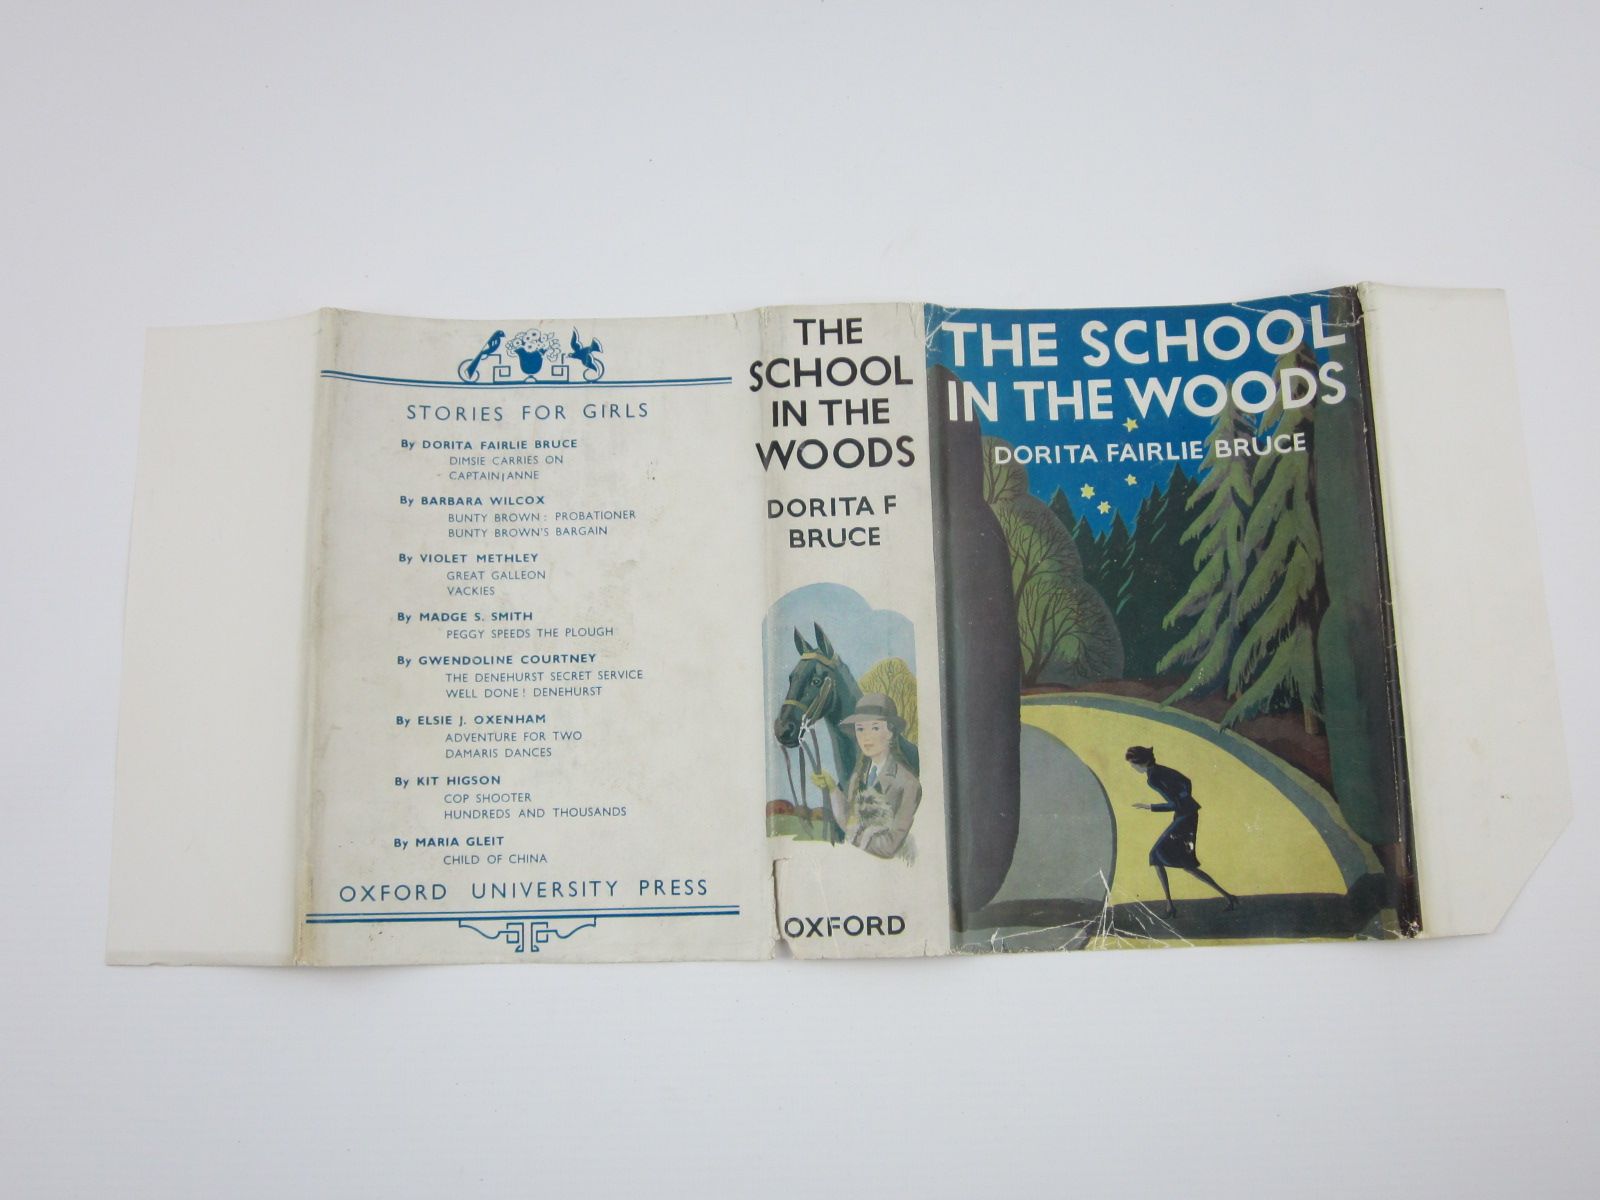 STORIES FOR GIRLS
By DORITA FAIRLIE BRUCE
DIMSIE CARRIES ON
CAPTAIN ANNE
By BARBARA WILCOX
BUNTY BROWN: PROBATIONER
BUNTY BROWN'S BARGAIN
By VIOLET METHLEY
GREAT GALLEON
VACKIES
By MADGE S. SMITH
PEGGY SPEEDS THE PLOUGH
By GWENDOLINE COURTNEY
THE DENEHURST SECRET SERVICE
WELL DONE! DENEHURST
By ELSIE J. OXENHAM
ADVENTURE FOR TWO
DAMARIS DANCES
By KIT HIGSON
COP SHOOTER
HUNDREDS AND THOUSANDS
By MARIA GLEIT
CHILD OF CHINA
OXFORD UNIVERSITY PRESS
THE
SCHOOL
IN THE
WOODS
DORITA F
BRUCE
OXFORD
THE SCHOOL
IN THE WOODS
DORITA FAIRLIE BRUCE